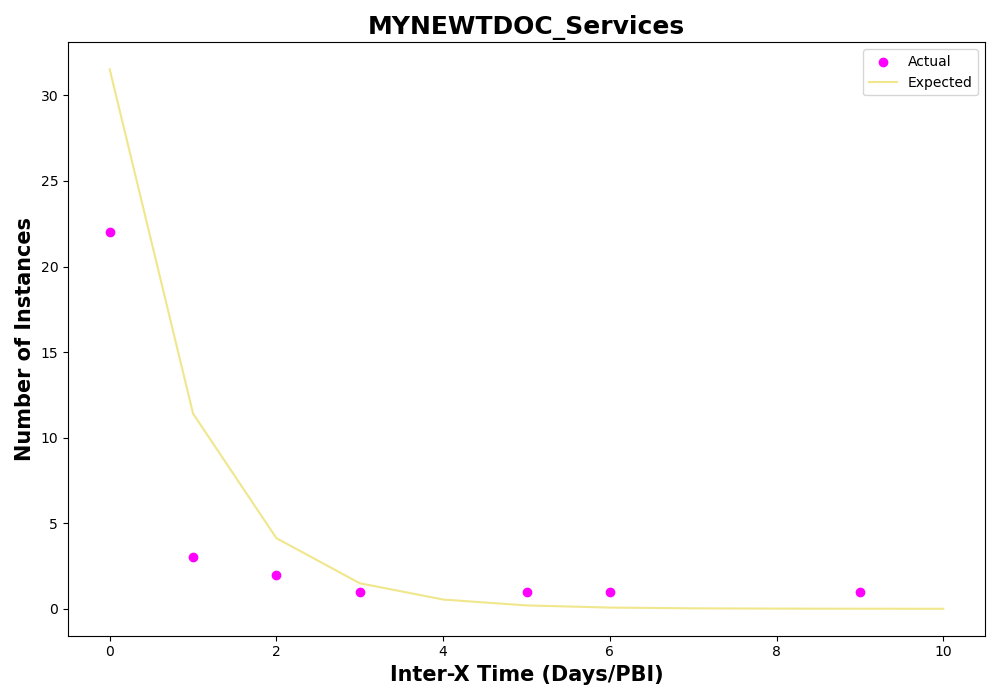 MYNEWTDOC_Services
Actual
Expected
Number of Instances
30
25
20
15
10
5
0
0 2 4 6 8 10
Inter-X Time (Days/PBI)